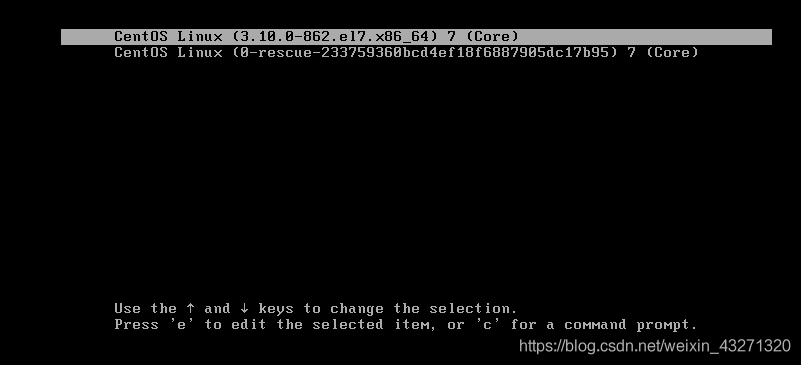 CentOS Linux (3.10.0-862.el7.x86_64) 7 (Core)
CentOS Linux (0-rescue-233759360bcd4ef18f6887905dc17b95) 7 (Core)
Use the ↑ and ↓ keys to change the selection.
Press 'e' to edit the selected item, or 'c' for a command prompt.
https://blog.csdn.net/weixin_43271320